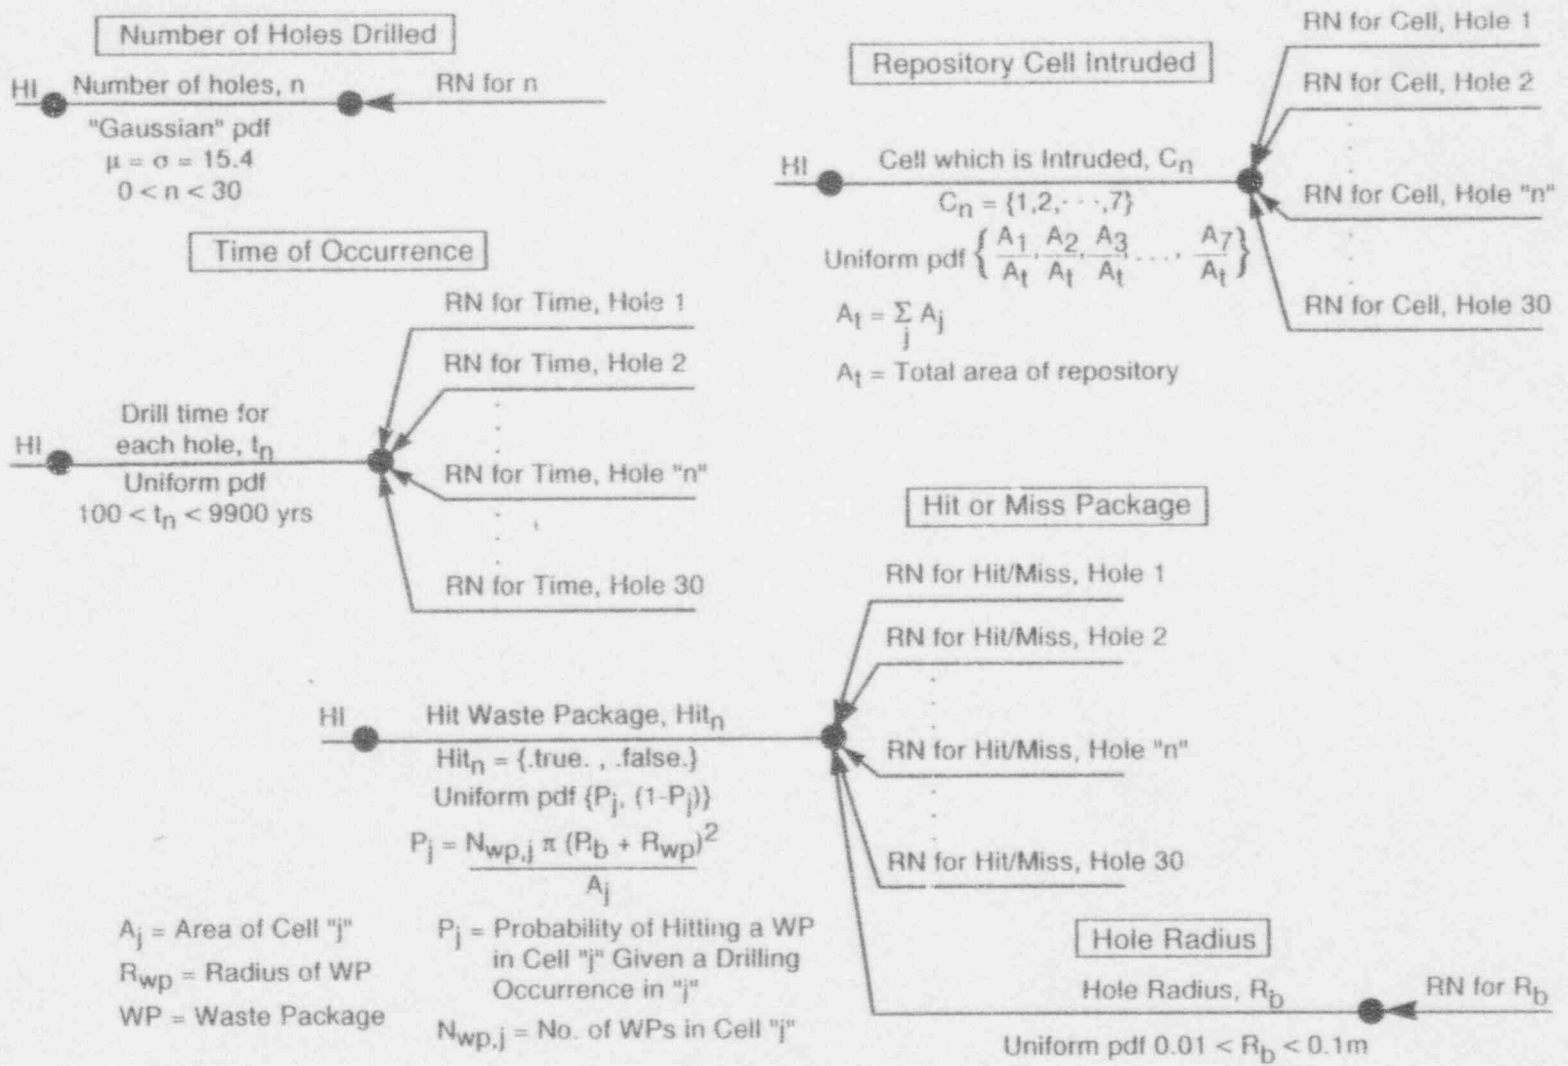 Number of Holes Drilled
HI
Number of holes, n
RN for n
"Gaussian" pdf
μ = σ = 15.4
0 < n < 30
Repository Cell Intruded
RN for Cell, Hole 1
RN for Cell, Hole 2
HI
Cell which is Intruded, Cn
RN for Cell, Hole "n"
Cn = {1,2,· · ·,7}
Uniform pdf { A1/At, A2/At, A3/At ..., A7/At }
RN for Cell, Hole 30
At = Σj Aj
At = Total area of repository
Time of Occurrence
RN for Time, Hole 1
RN for Time, Hole 2
HI
Drill time for
each hole, tn
Uniform pdf
100 < tn < 9900 yrs
RN for Time, Hole "n"
RN for Time, Hole 30
Hit or Miss Package
RN for Hit/Miss, Hole 1
RN for Hit/Miss, Hole 2
HI
Hit Waste Package, Hitn
RN for Hit/Miss, Hole "n"
Hitn = {.true. , .false.}
Uniform pdf {Pj, (1-Pj)}
Pj = Nwp,j π (Rb + Rwp)²
Aj
RN for Hit/Miss, Hole 30
Aj = Area of Cell "j"
Rwp = Radius of WP
WP = Waste Package
Pj = Probability of Hitting a WP
in Cell "j" Given a Drilling
Occurrence in "j"
Nwp,j = No. of WPs in Cell "j"
Hole Radius
Hole Radius, Rb
RN for Rb
Uniform pdf 0.01 < Rb < 0.1m